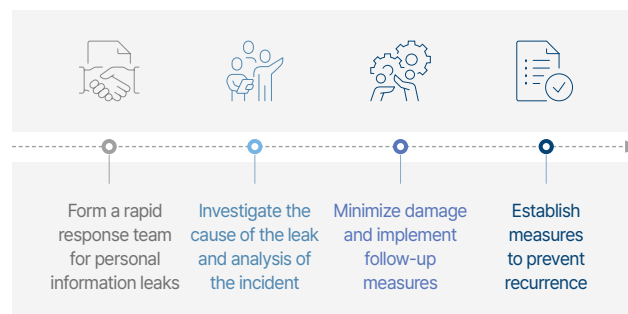 Form a rapid
response team
for personal
information leaks
Investigate the
cause of the leak
and analysis of
the incident
Minimize damage
and implement
follow-up
measures
Establish
measures
to prevent
recurrence